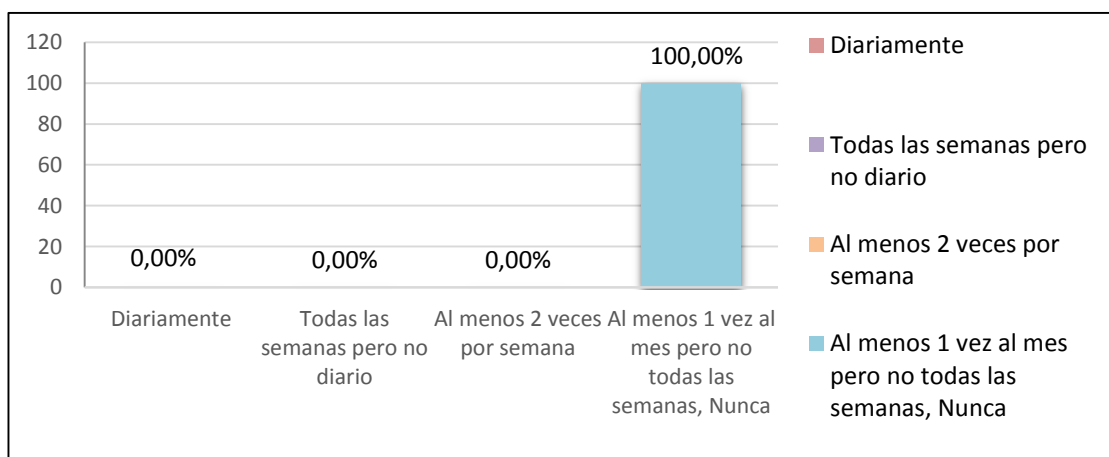 120
100
80
60
40
20
0
0,00%
0,00%
0,00%
100,00%
Diariamente
Todas las
semanas pero no
diario
Al menos 2 veces
por semana
Al menos 1 vez al
mes pero no
todas las
semanas, Nunca
Diariamente
Todas las semanas pero
no diario
Al menos 2 veces por
semana
Al menos 1 vez al mes
pero no todas las
semanas, Nunca